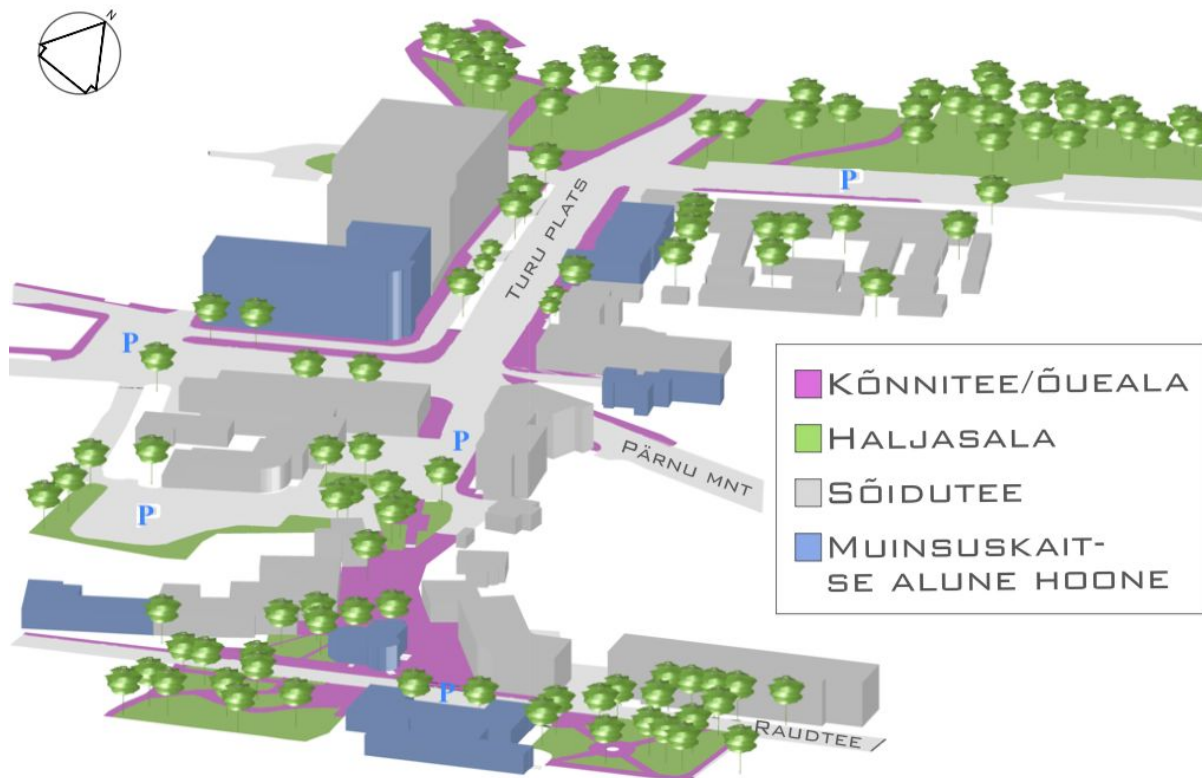 N
TURU PLATS
P
P
P
PÄRNU MNT
P
P
RAUDTEE
KÕNNITEE/ÕUEALA
HALJASALA
SÕIDUTEE
MUINSUSKAIT-
SE ALUNE HOONE